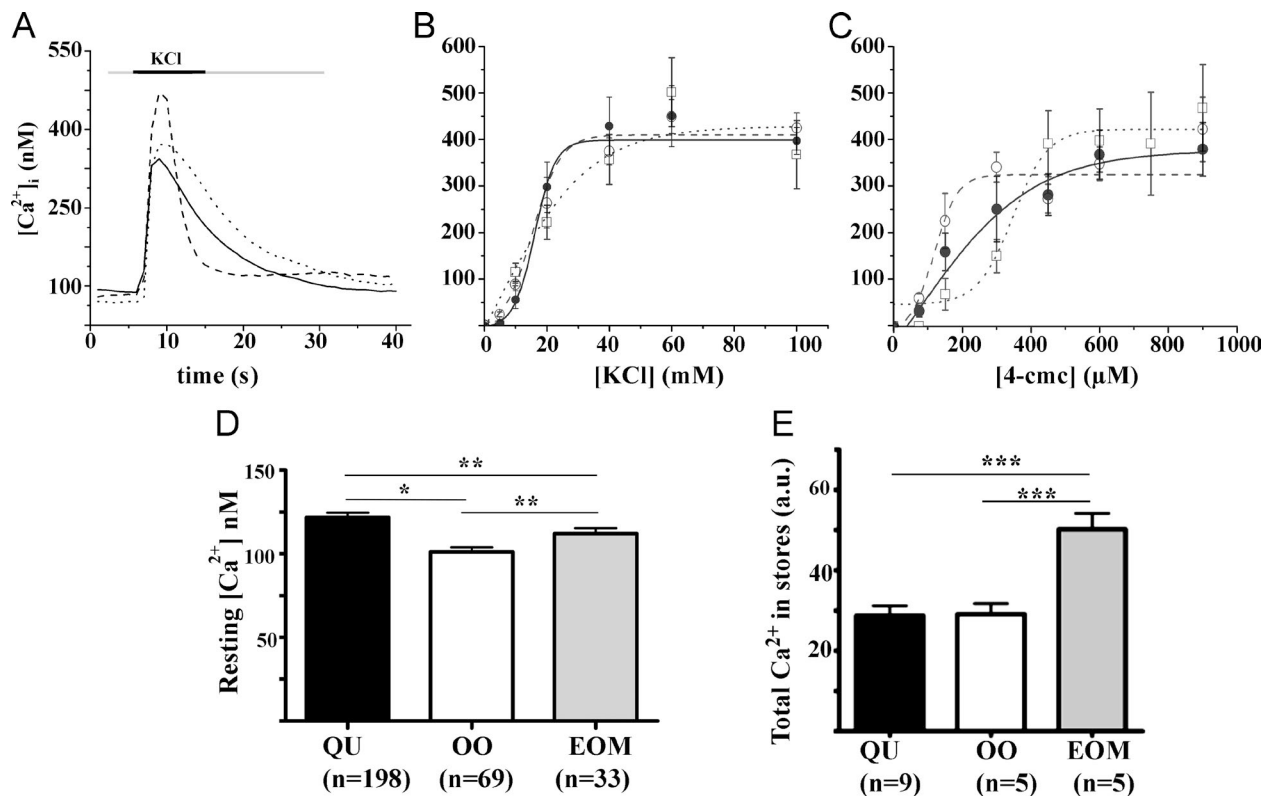 A
B
C
550
450
350
250
100
[Ca²⁺]ᵢ (nM)
KCl
0
10
20
30
40
time (s)
600
500
400
300
200
100
0
20
40
60
80
100
[KCl] (mM)
600
500
400
300
200
100
0
200
400
600
800
1000
[4-cmc] (µM)
D
E
150
100
50
Resting [Ca²⁺] nM
**
*
**
QU
OO
EOM
(n=198)
(n=69)
(n=33)
60
40
20
Total Ca²⁺ in stores (a.u.)
***
***
QU
OO
EOM
(n=9)
(n=5)
(n=5)